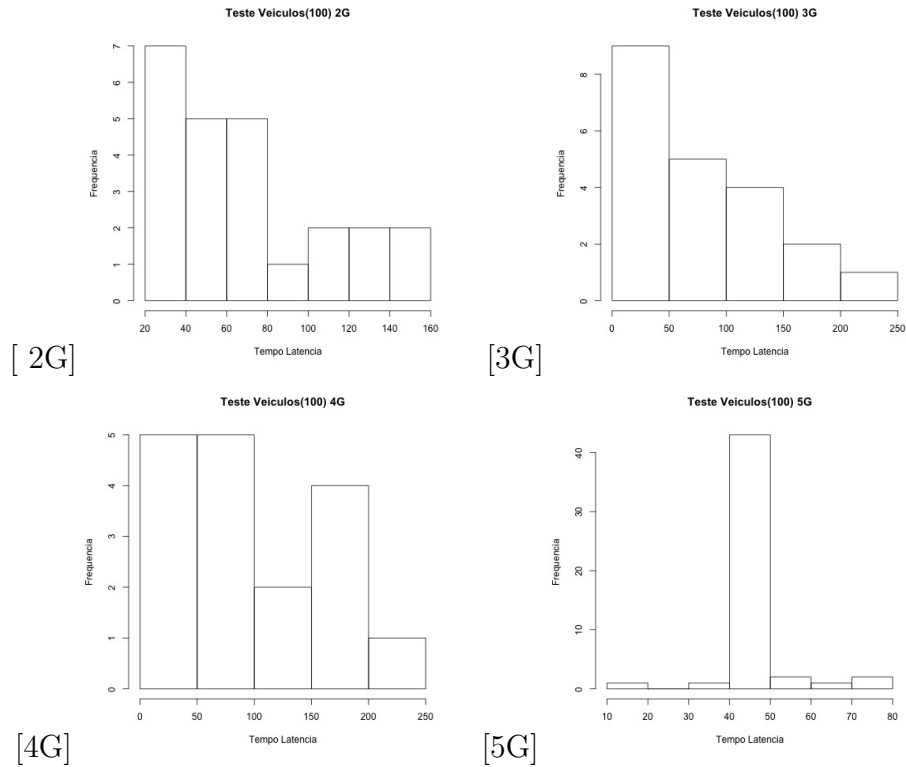 Teste Veiculos(100) 2G
Frequencia
0 1 2 3 4 5 6 7
20 40 60 80 100 120 140 160
Tempo Latencia
[ 2G]
Teste Veiculos(100) 3G
Frequencia
0 2 4 6 8
0 50 100 150 200 250
Tempo Latencia
[3G]
Teste Veiculos(100) 4G
Frequencia
0 1 2 3 4 5
0 50 100 150 200 250
Tempo Latencia
[4G]
Teste Veiculos(100) 5G
Frequencia
0 10 20 30 40
10 20 30 40 50 60 70 80
Tempo Latencia
[5G]